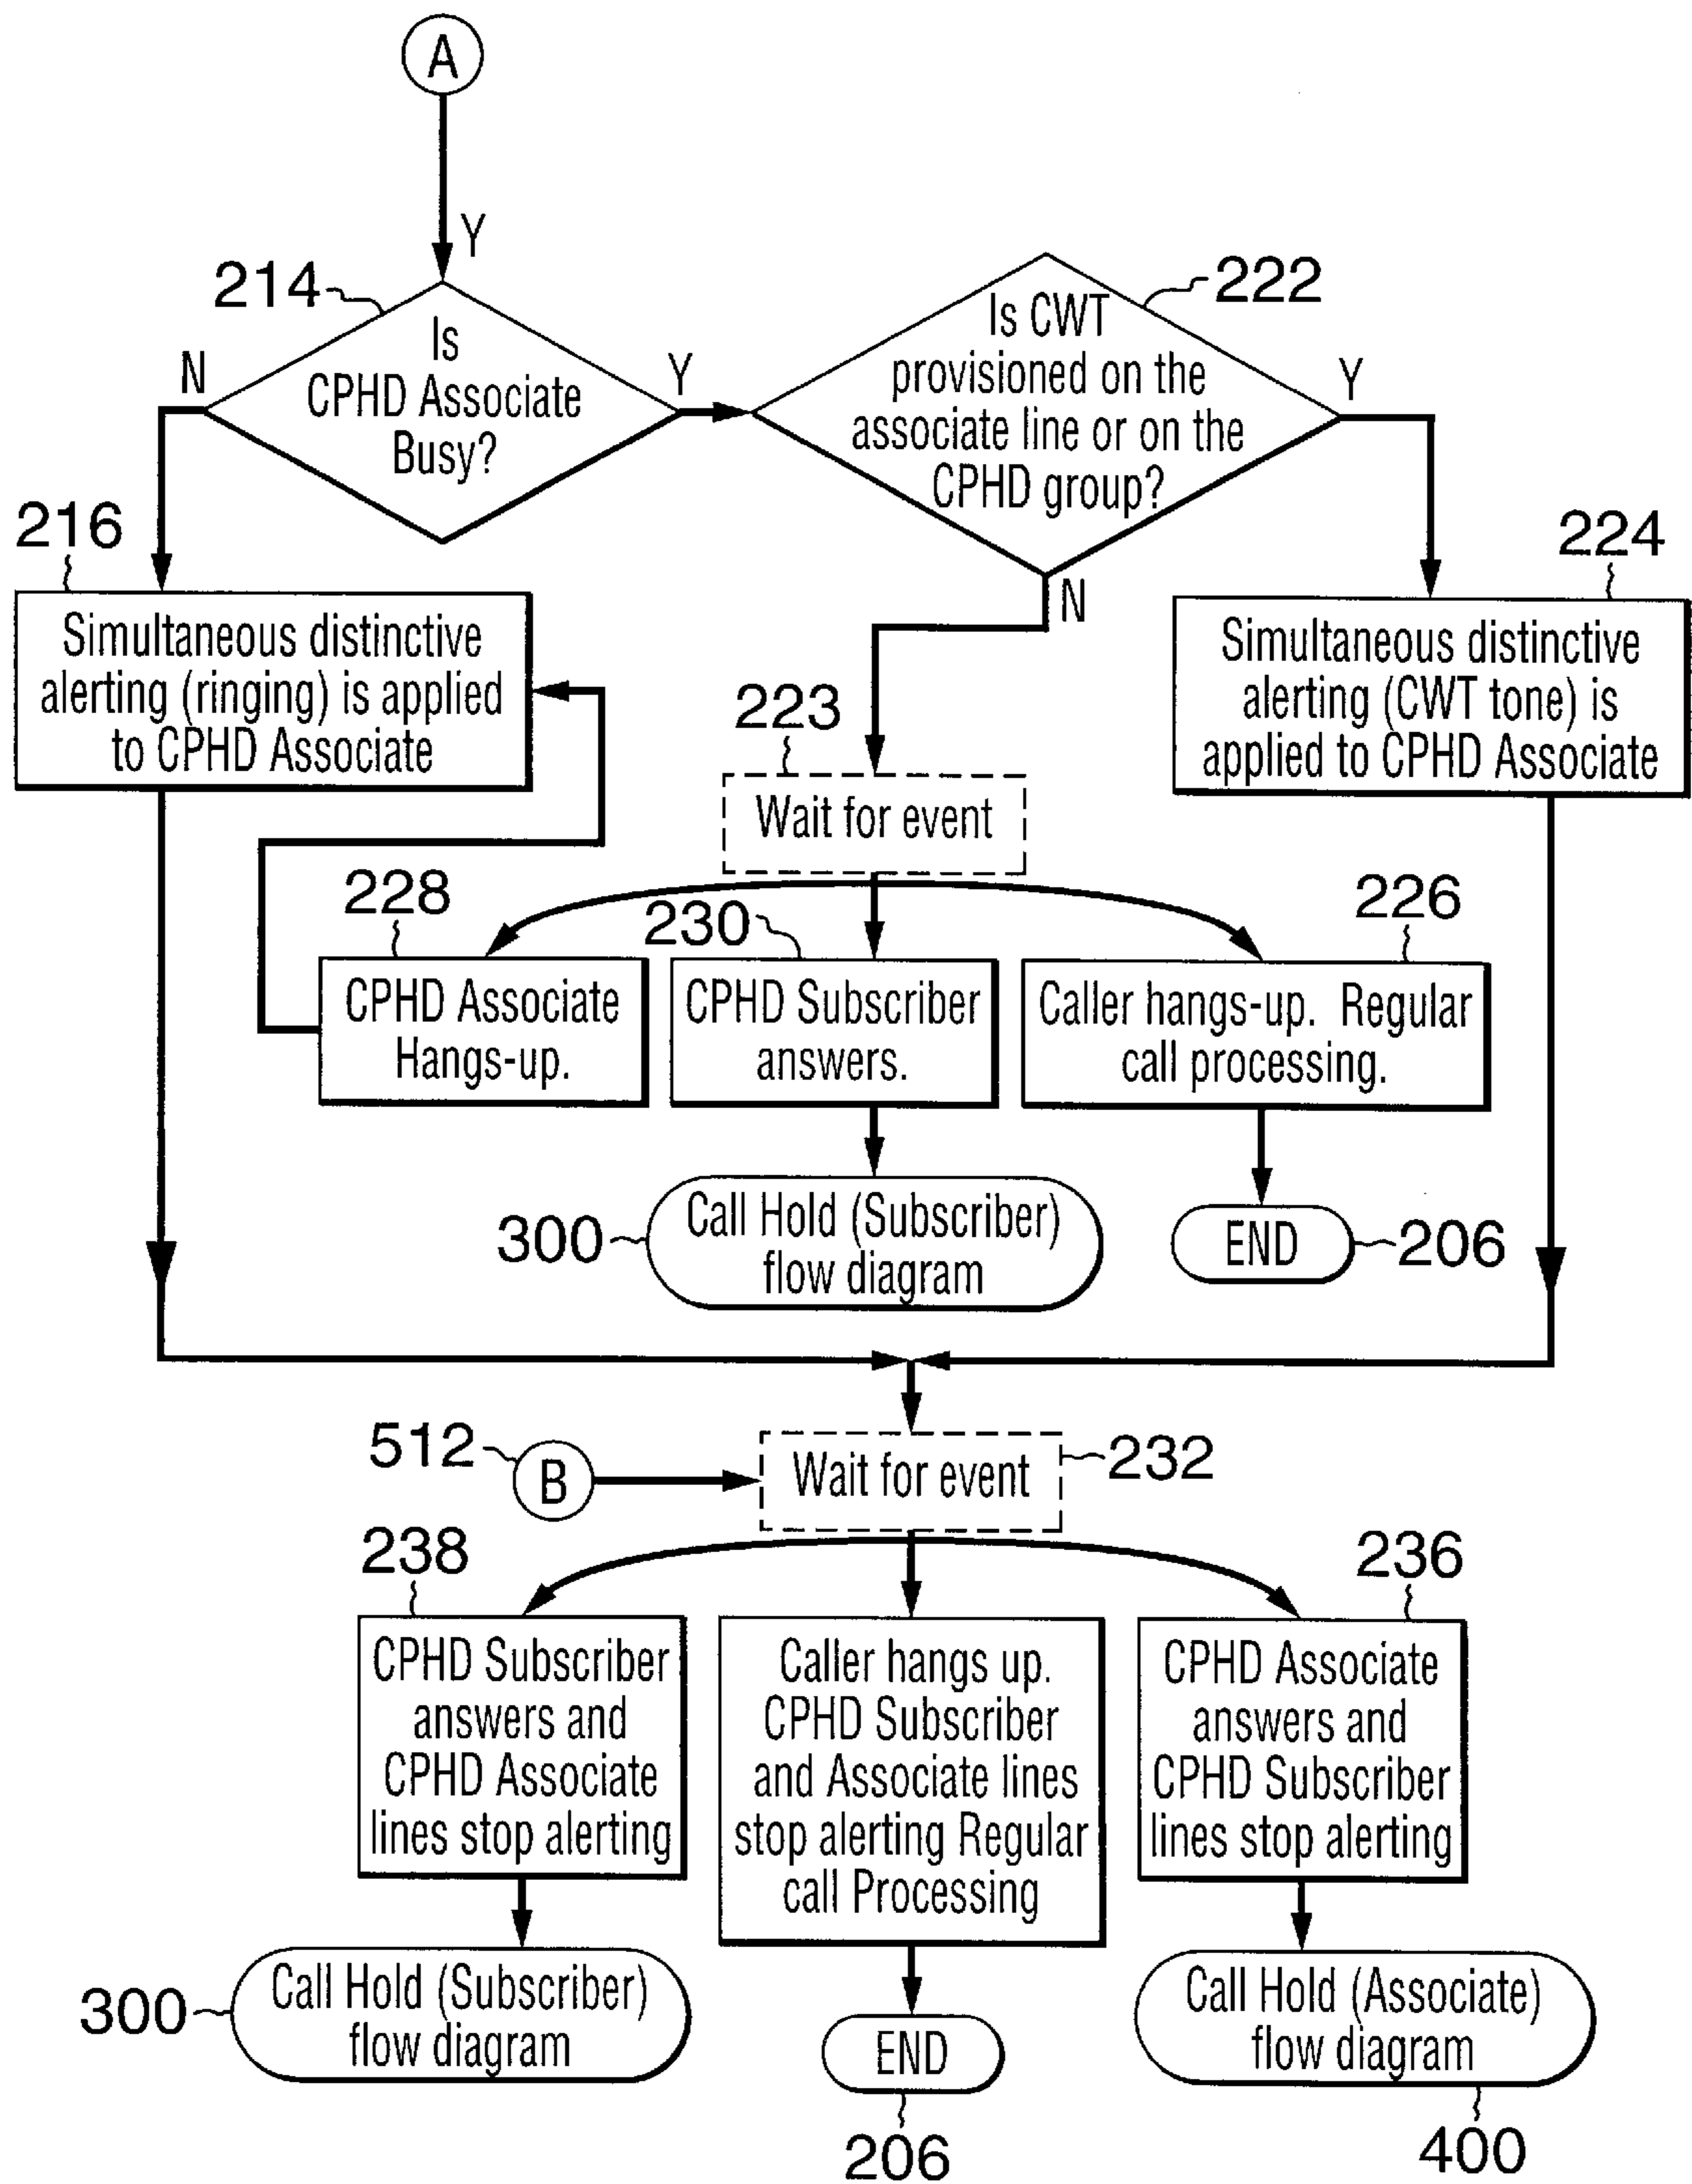 A
Y
214
Is
CPHD Associate
Busy?
N
Y
222
Is CWT
provisioned on the
associate line or on the
CPHD group?
Y
N
216
Simultaneous distinctive
alerting (ringing) is applied
to CPHD Associate
224
Simultaneous distinctive
alerting (CWT tone) is
applied to CPHD Associate
223
Wait for event
228
CPHD Associate
Hangs-up.
230
CPHD Subscriber
answers.
226
Caller hangs-up. Regular
call processing.
300
Call Hold (Subscriber)
flow diagram
END
206
512
B
Wait for event
232
238
CPHD Subscriber
answers and
CPHD Associate
lines stop alerting
Caller hangs up.
CPHD Subscriber
and Associate lines
stop alerting Regular
call Processing
236
CPHD Associate
answers and
CPHD Subscriber
lines stop alerting
300
Call Hold (Subscriber)
flow diagram
END
206
Call Hold (Associate)
flow diagram
400